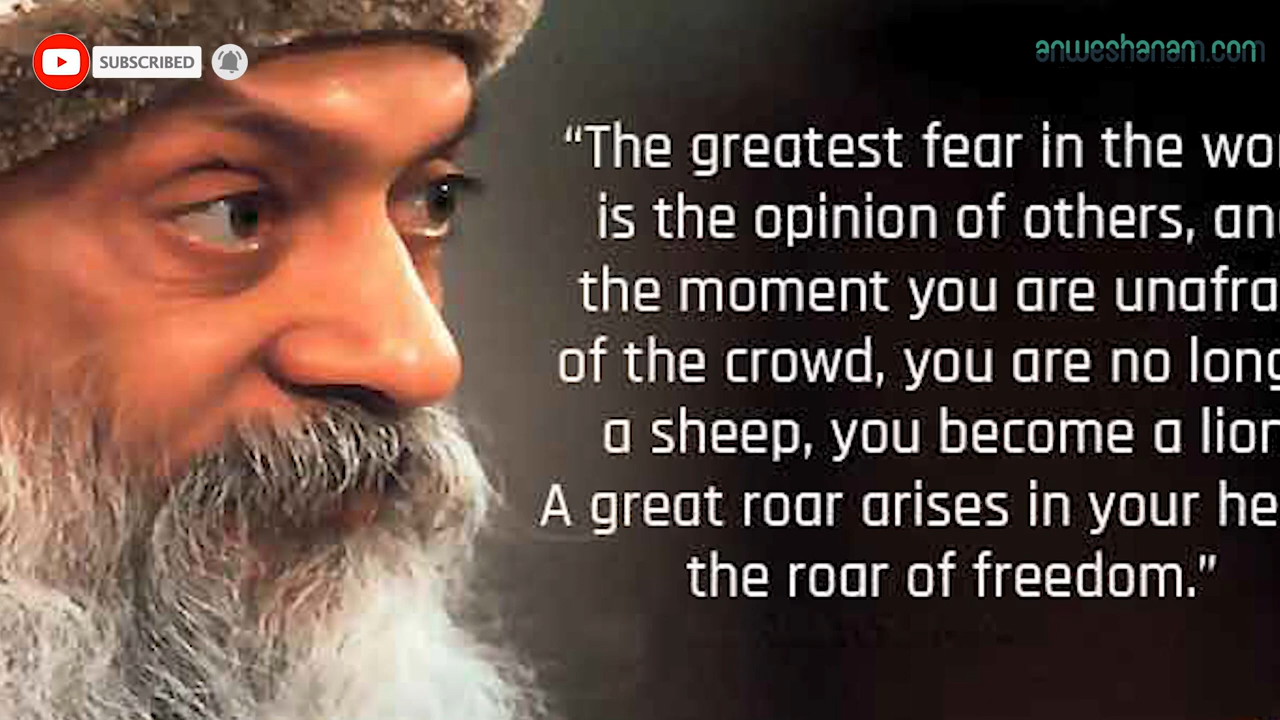 SUBSCRIBED
anweshanam.com
“The greatest fear in the wo
is the opinion of others, an
the moment you are unafra
of the crowd, you are no long
a sheep, you become a lion
A great roar arises in your he
the roar of freedom.”